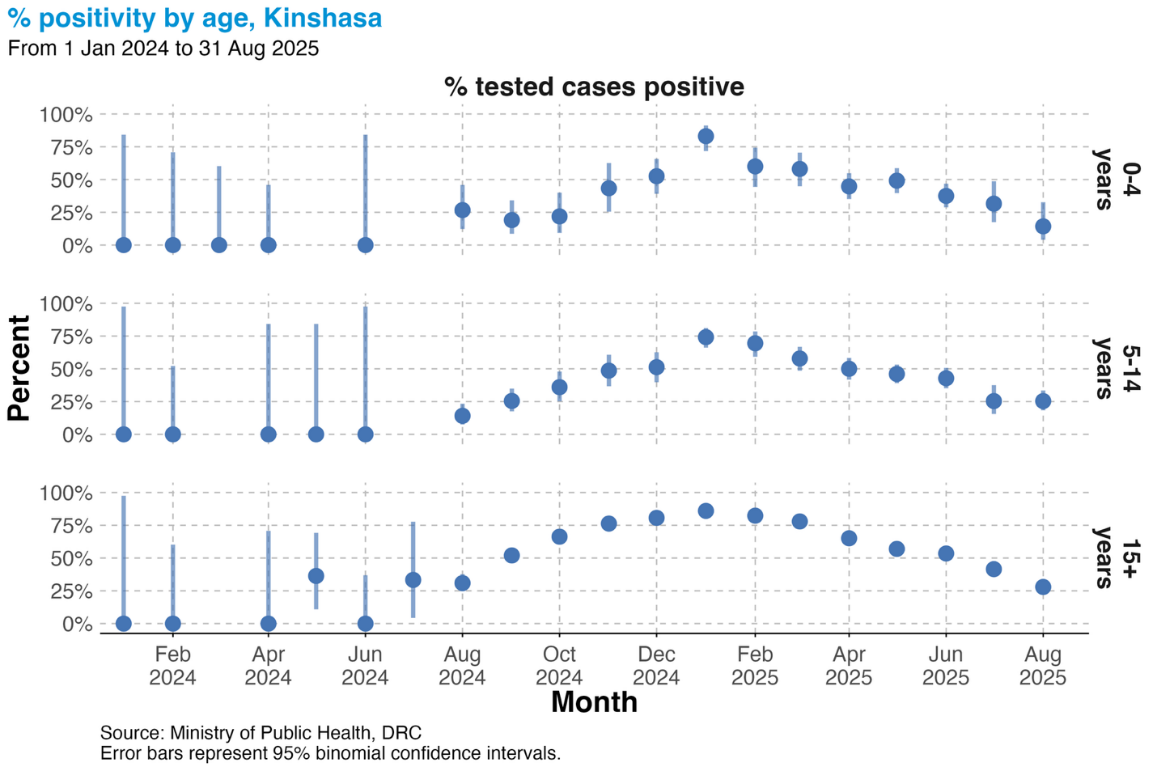 % positivity by age, Kinshasa
From 1 Jan 2024 to 31 Aug 2025
% tested cases positive
Percent
100%
75%
50%
25%
0%
0-4
years
100%
75%
50%
25%
0%
5-14
years
100%
75%
50%
25%
0%
15+
years
Feb Apr Jun Aug Oct Dec Feb Apr Jun Aug
2024 2024 2024 2024 2024 2024 2025 2025 2025 2025
Month
Source: Ministry of Public Health, DRC
Error bars represent 95% binomial confidence intervals.